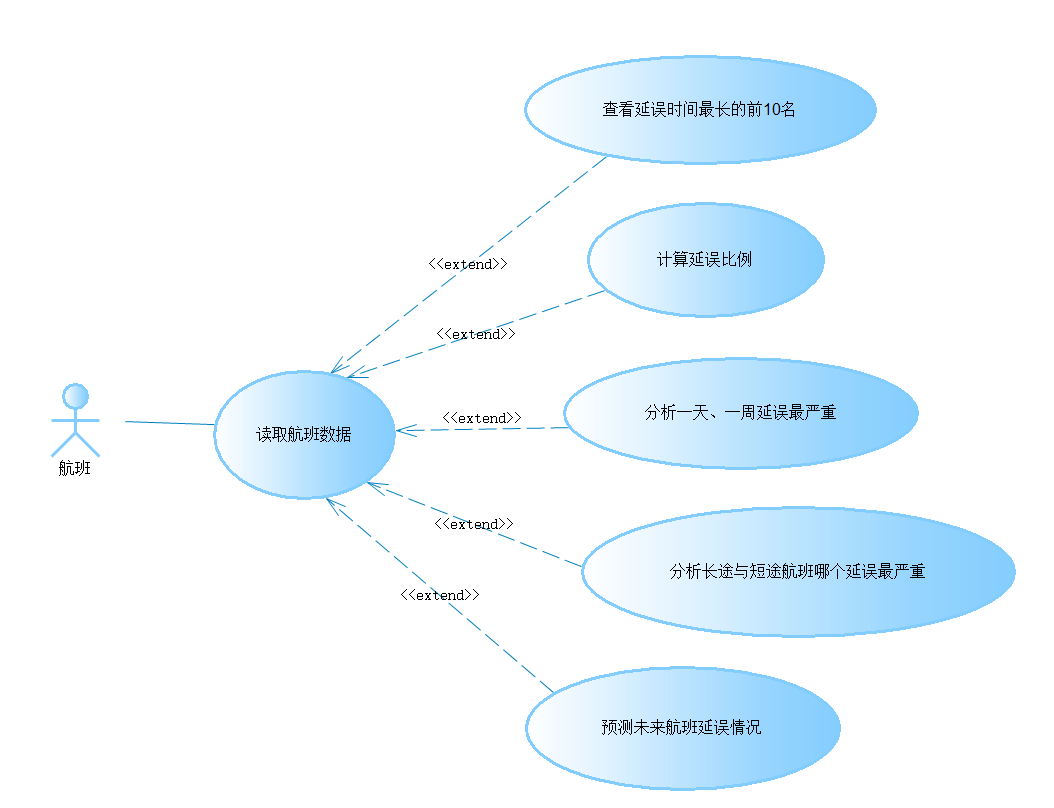 查看延误时间最长的前10名
计算延误比例
<<extend>>
<<extend>>
分析一天、一周延误最严重
<<extend>>
读取航班数据
航班
<<extend>>
分析长途与短途航班哪个延误最严重
<<extend>>
预测未来航班延误情况